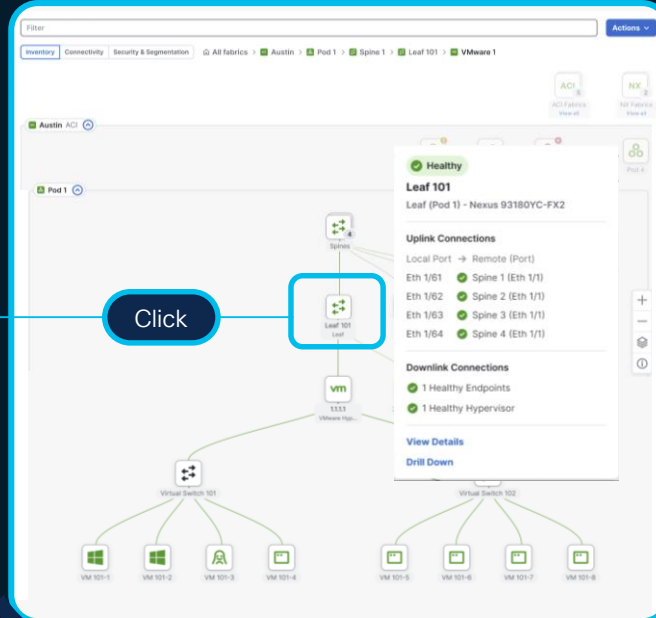 Filter
Actions
Inventory Connectivity Security & Segmentation All fabrics > Austin > Pod 1 > Spine 1 > Leaf 101 > VMware 1
ACI 5
ACI Fabrics
View all
NX
NX Fabrics
View all
Austin ACI
Pod 4
Pod 1
4
Spines
Click
Leaf 101
Leaf
vm
1.1.1.1
VMware Hyp...
Healthy
Leaf 101
Leaf (Pod 1) - Nexus 93180YC-FX2
Uplink Connections
Local Port → Remote (Port)
Eth 1/61 Spine 1 (Eth 1/1)
Eth 1/62 Spine 2 (Eth 1/1)
Eth 1/63 Spine 3 (Eth 1/1)
Eth 1/64 Spine 4 (Eth 1/1)
Downlink Connections
1 Healthy Endpoints
1 Healthy Hypervisor
View Details
Drill Down
Virtual Switch 101
Virtual Switch 102
VM 101-1 VM 101-2 VM 101-3 VM 101-4 VM 101-5 VM 101-6 VM 101-7 VM 101-8